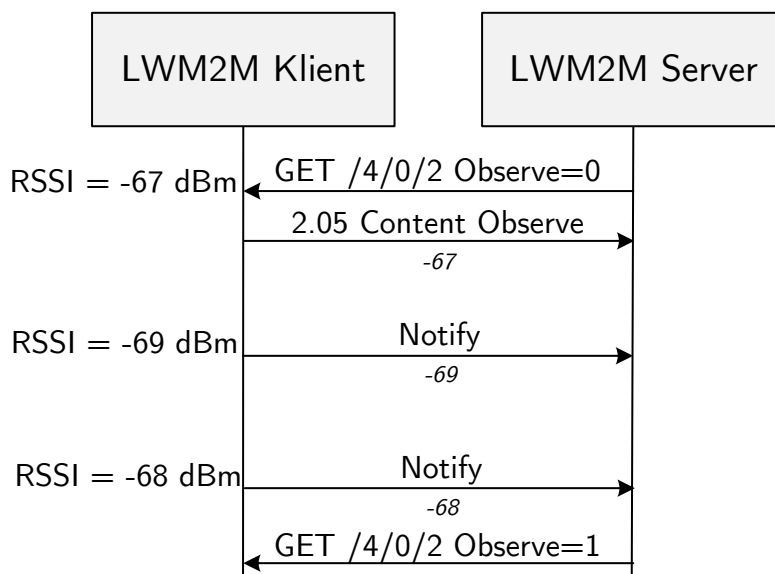 LWM2M Klient
LWM2M Server
GET /4/0/2 Observe=0
RSSI = -67 dBm
2.05 Content Observe
-67
Notify
RSSI = -69 dBm
-69
Notify
RSSI = -68 dBm
-68
GET /4/0/2 Observe=1